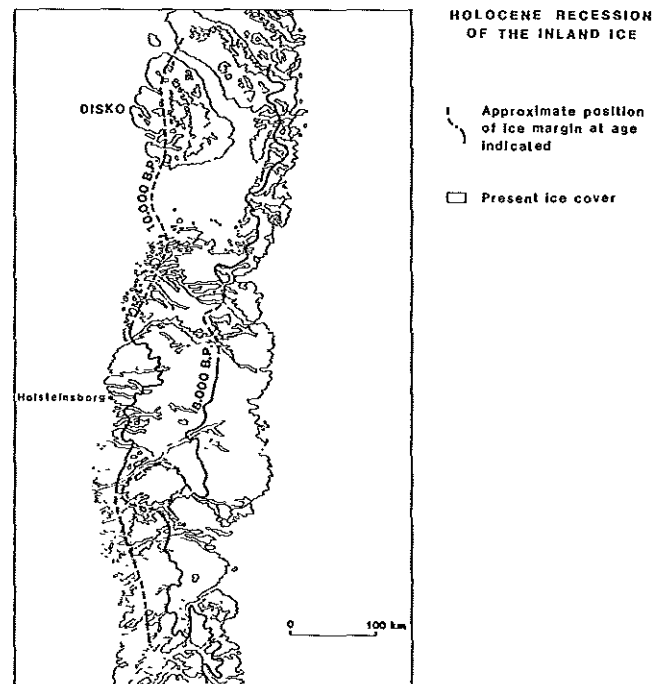 HOLOCENE RECESSION
OF THE INLAND ICE
Approximate position
of ice margin at age
indicated
Present ice cover
DISKO
10.000 B.P.
8.000 B.P.
Holsteinsborg
0 100 km